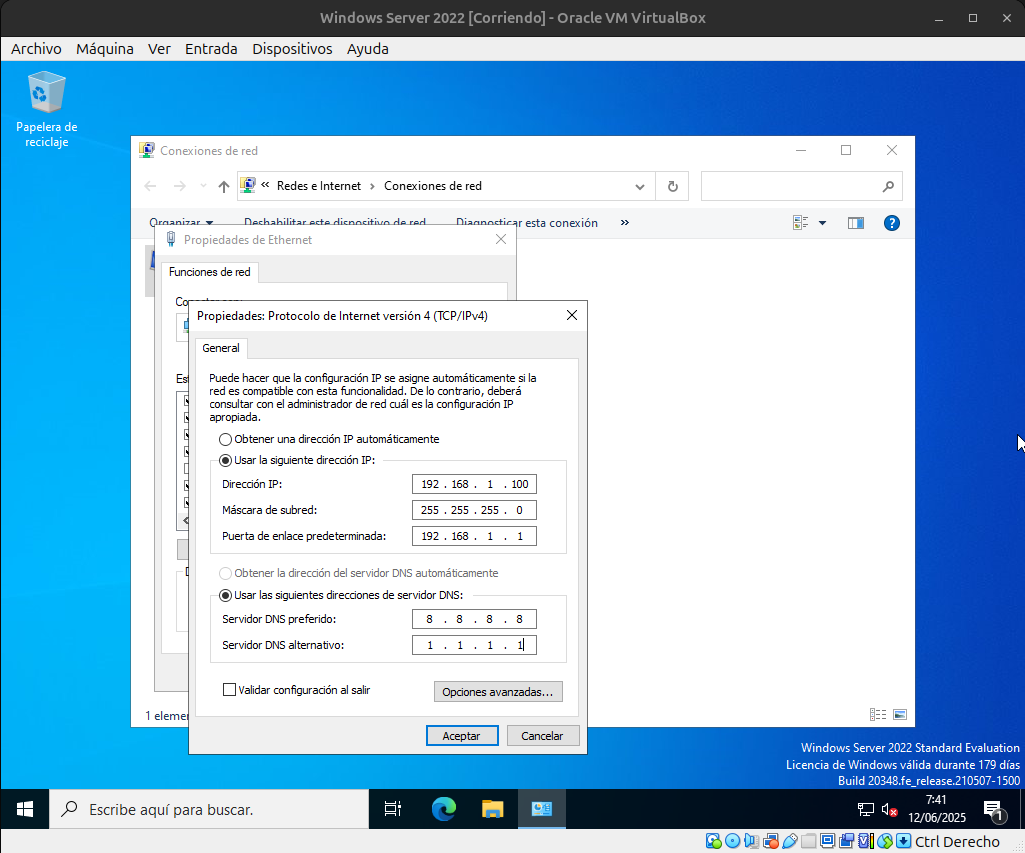 Windows Server 2022 [Corriendo] - Oracle VM VirtualBox
Archivo Máquina Ver Entrada Dispositivos Ayuda
Papelera de
reciclaje
Conexiones de red
« Redes e Internet › Conexiones de red
Organizar Deshabilitar este dispositivo de red Diagnosticar esta conexión »
Propiedades de Ethernet
Funciones de red
Propiedades: Protocolo de Internet versión 4 (TCP/IPv4)
General
Puede hacer que la configuración IP se asigne automáticamente si la
red es compatible con esta funcionalidad. De lo contrario, deberá
consultar con el administrador de red cuál es la configuración IP
apropiada.
Obtener una dirección IP automáticamente
Usar la siguiente dirección IP:
Dirección IP: 192 . 168 . 1 . 100
Máscara de subred: 255 . 255 . 255 . 0
Puerta de enlace predeterminada: 192 . 168 . 1 . 1
Obtener la dirección del servidor DNS automáticamente
Usar las siguientes direcciones de servidor DNS:
Servidor DNS preferido: 8 . 8 . 8 . 8
Servidor DNS alternativo: 1 . 1 . 1 . 1
Validar configuración al salir
Opciones avanzadas...
Aceptar Cancelar
Windows Server 2022 Standard Evaluation
Licencia de Windows válida durante 179 días
Build 20348.fe_release.210507-1500
Escribe aquí para buscar.
7:41
12/06/2025
1
Ctrl Derecho